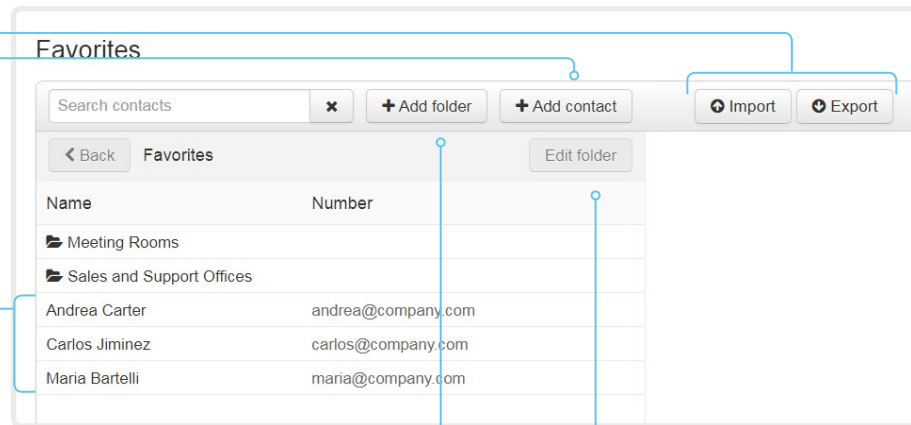 Favorites
Search contacts Add folder Add contact Import Export
Back Favorites Edit folder
Name Number
Meeting Rooms
Sales and Support Offices
Andrea Carter andrea@company.com
Carlos Jiminez carlos@company.com
Maria Bartelli maria@company.com